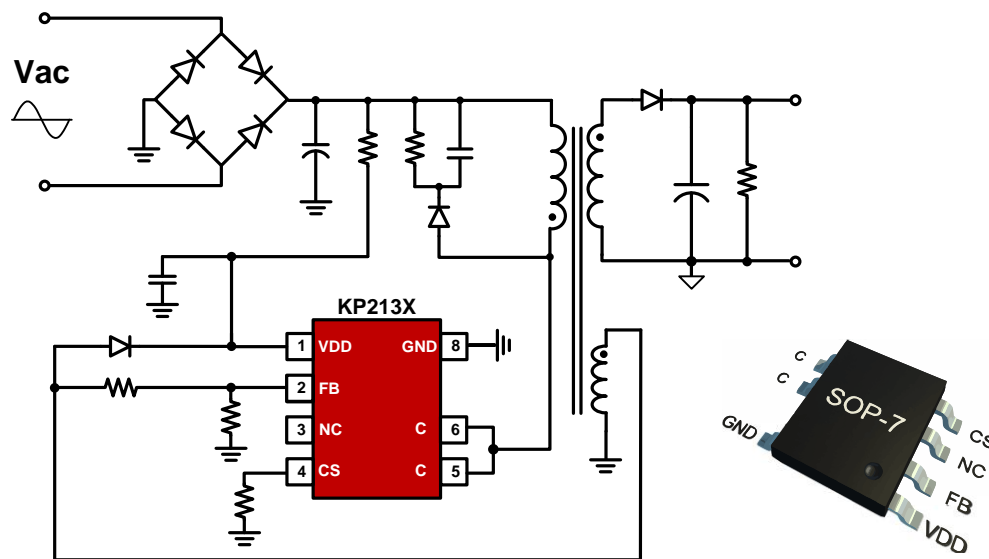 Vac
KP213X
1 VDD GND 8
2 FB
3 NC C 6
4 CS C 5
SOP-7
C
C
GND
CS
NC
FB
VDD